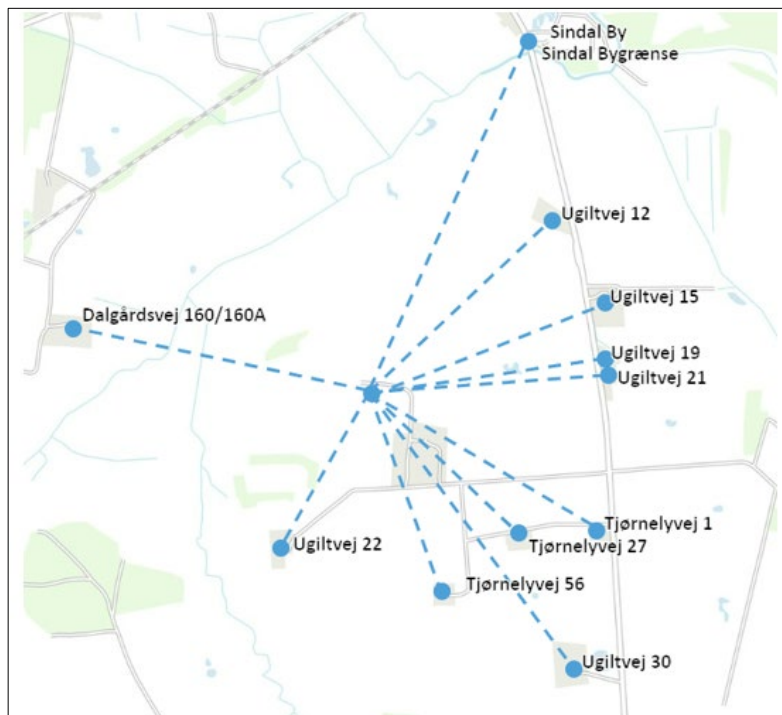 Sindal By
Sindal Bygrænse
Ugiltvej 12
Ugiltvej 15
Dalgårdsvej 160/160A
Ugiltvej 19
Ugiltvej 21
Tjørnelyvej 1
Tjørnelyvej 27
Ugiltvej 22
Tjørnelyvej 56
Ugiltvej 30